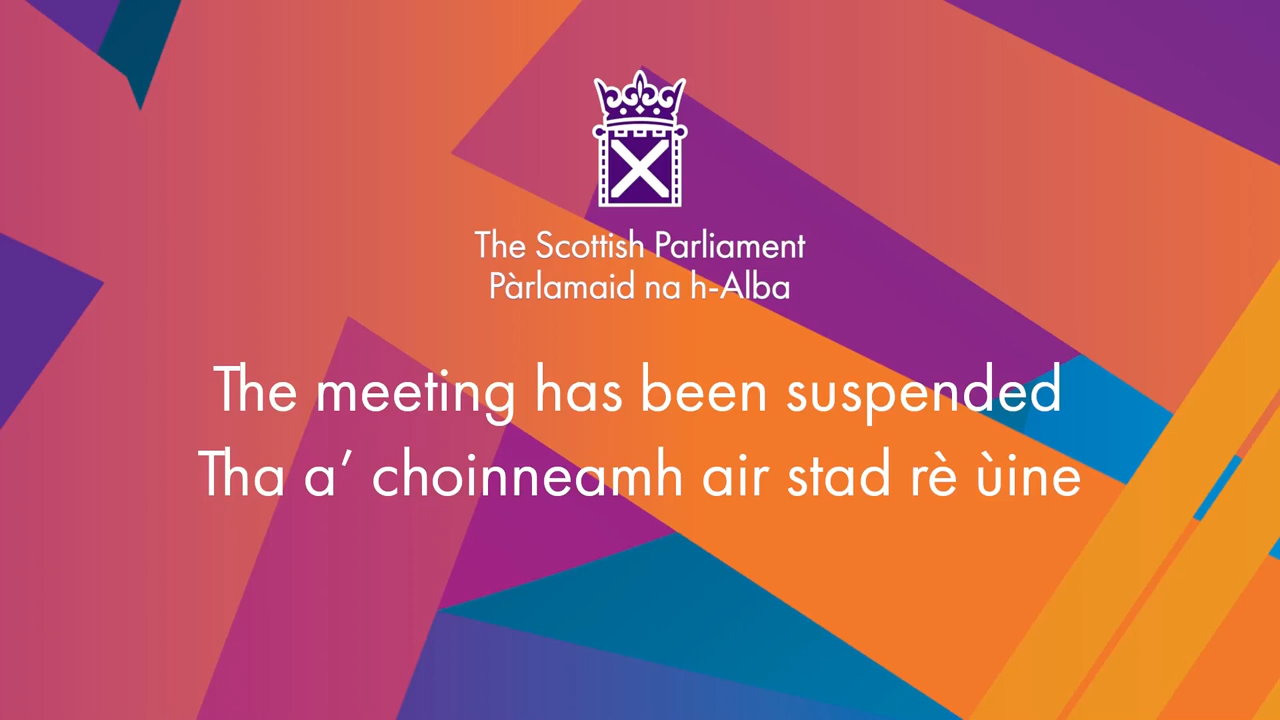 The Scottish Parliament
Pàrlamaid na h-Alba
The meeting has been suspended
Tha a’ choinneamh air stad rè ùine